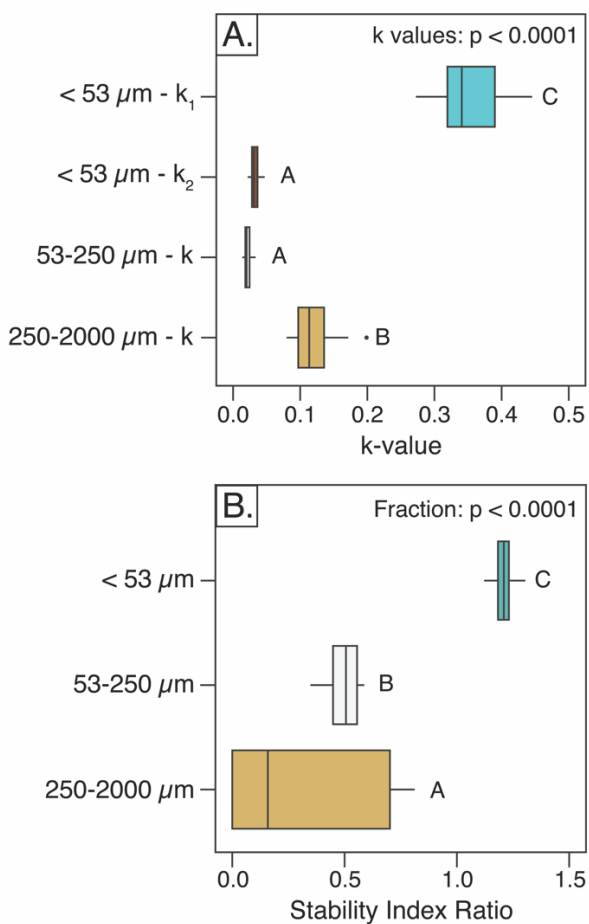 A.
k values: p < 0.0001
< 53 µm - k₁
C
< 53 µm - k₂
A
53-250 µm - k
A
250-2000 µm - k
B
0.0 0.1 0.2 0.3 0.4 0.5
k-value
B.
Fraction: p < 0.0001
< 53 µm
C
53-250 µm
B
250-2000 µm
A
0.0 0.5 1.0 1.5
Stability Index Ratio